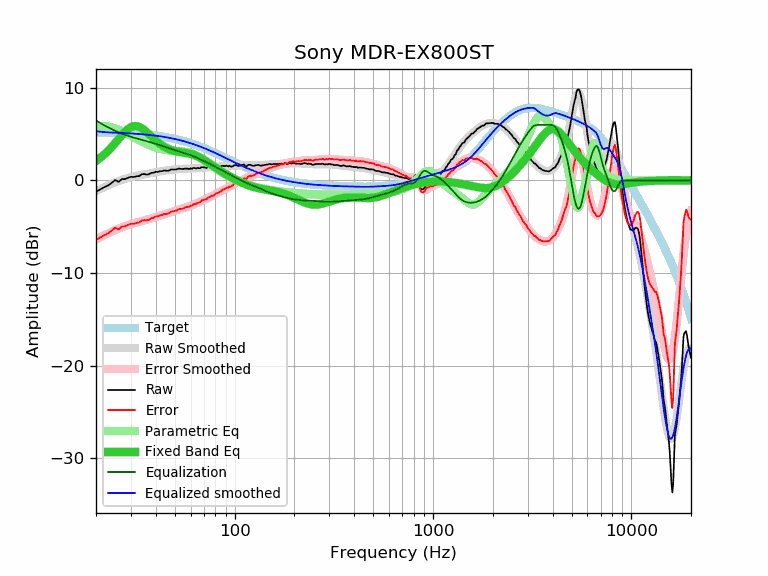 Sony MDR-EX800ST
Amplitude (dBr)
10
0
−10
−20
−30
Target
Raw Smoothed
Error Smoothed
Raw
Error
Parametric Eq
Fixed Band Eq
Equalization
Equalized smoothed
100 1000 10000
Frequency (Hz)